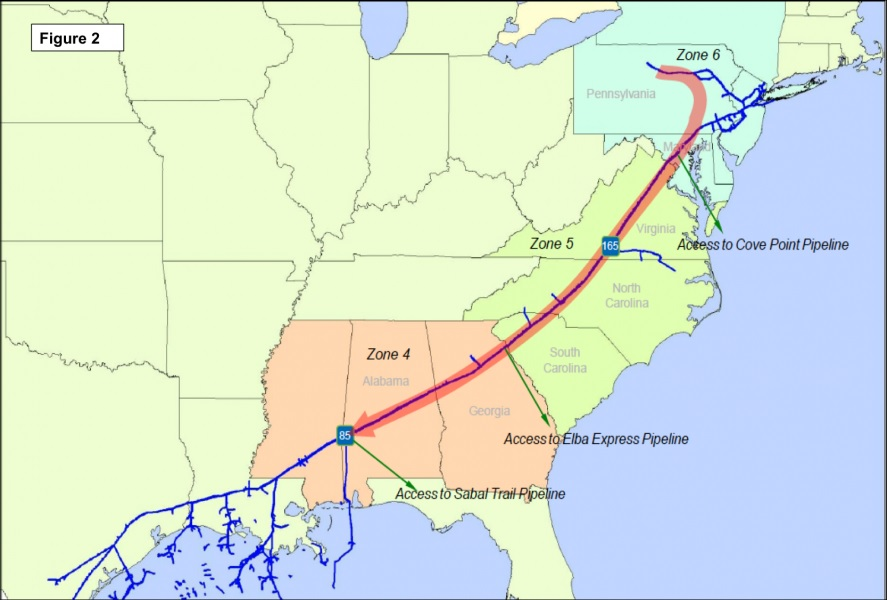 Figure 2
Zone 6
Pennsylvania
Maryland
Virginia
Access to Cove Point Pipeline
Zone 5
165
North
Carolina
South
Carolina
Zone 4
Alabama
Georgia
85
Access to Elba Express Pipeline
Access to Sabal Trail Pipeline